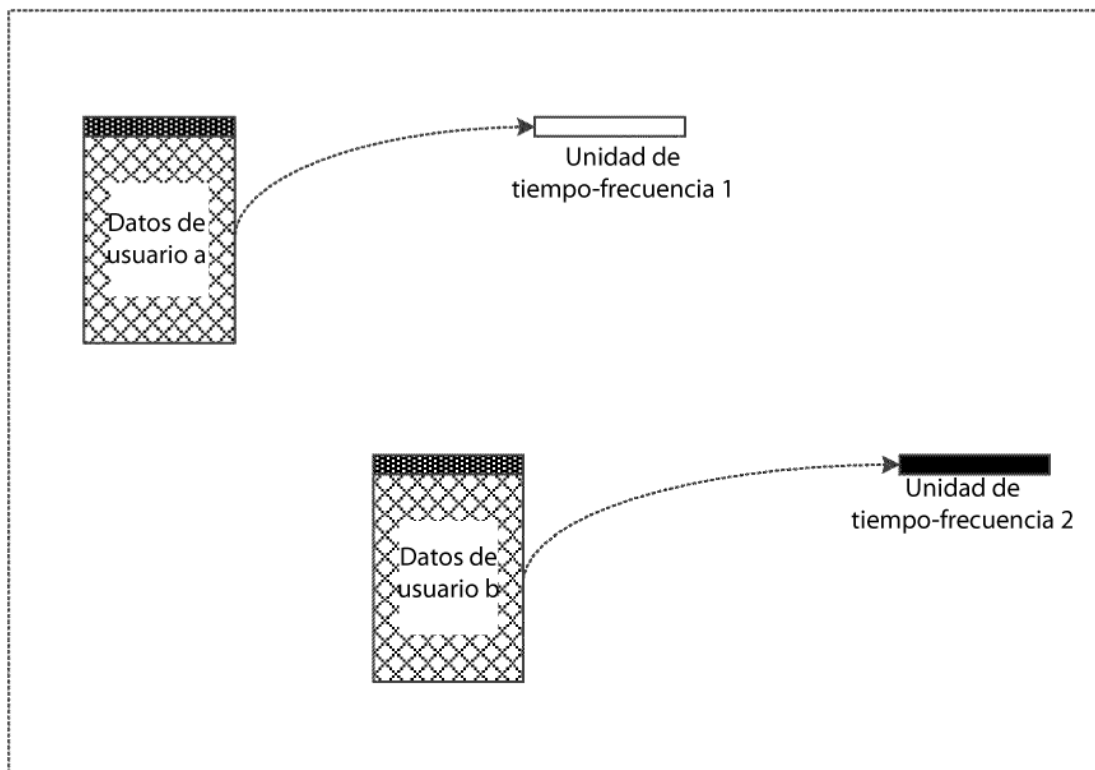 Datos de
usuario a
Unidad de
tiempo-frecuencia 1
Datos de
usuario b
Unidad de
tiempo-frecuencia 2